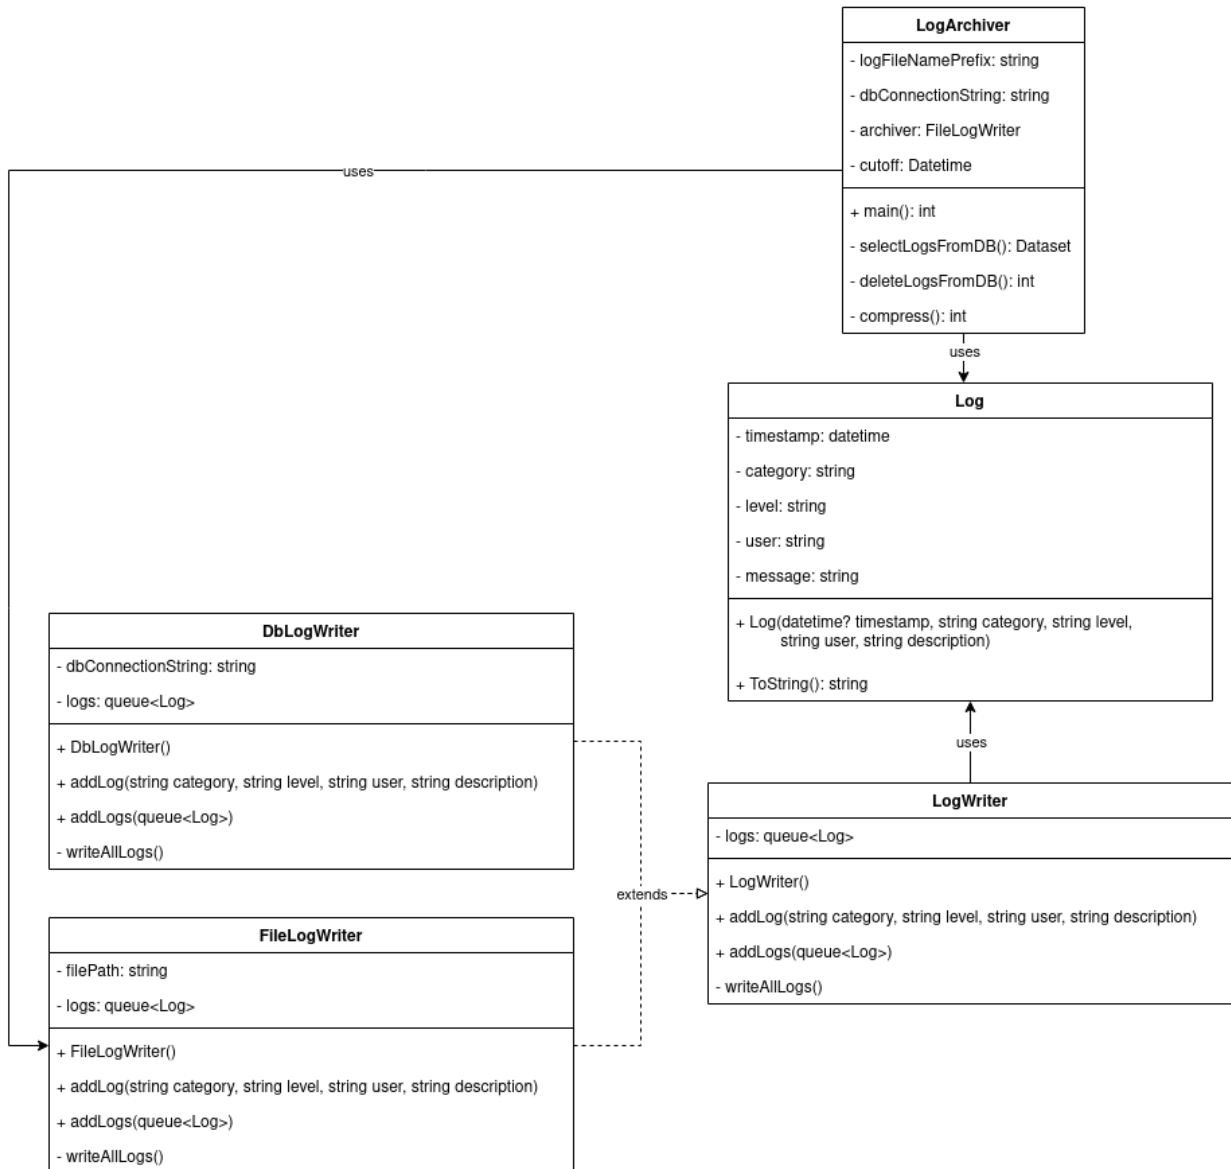 LogArchiver
- logFileNamePrefix: string
- dbConnectionString: string
- archiver: FileLogWriter
- cutoff: Datetime
+ main(): int
- selectLogsFromDB(): Dataset
- deleteLogsFromDB(): int
- compress(): int
uses
uses
Log
- timestamp: datetime
- category: string
- level: string
- user: string
- message: string
+ Log(datetime? timestamp, string category, string level,
string user, string description)
+ ToString(): string
uses
DbLogWriter
- dbConnectionString: string
- logs: queue<Log>
+ DbLogWriter()
+ addLog(string category, string level, string user, string description)
+ addLogs(queue<Log>)
- writeAllLogs()
extends
LogWriter
- logs: queue<Log>
+ LogWriter()
+ addLog(string category, string level, string user, string description)
+ addLogs(queue<Log>)
- writeAllLogs()
FileLogWriter
- filePath: string
- logs: queue<Log>
+ FileLogWriter()
+ addLog(string category, string level, string user, string description)
+ addLogs(queue<Log>)
- writeAllLogs()